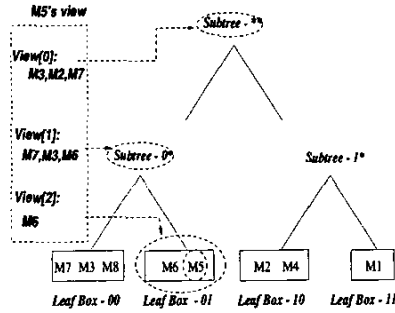 M5's view
Subtree - **
View[0]:
M3,M2,M7
View[1]:
M7,M3,M6
Subtree - 0*
Subtree - 1*
View[2]:
M6
M7 M3 M8
M6 M5
M2 M4
M1
Leaf Box - 00
Leaf Box - 01
Leaf Box - 10
Leaf Box - 11